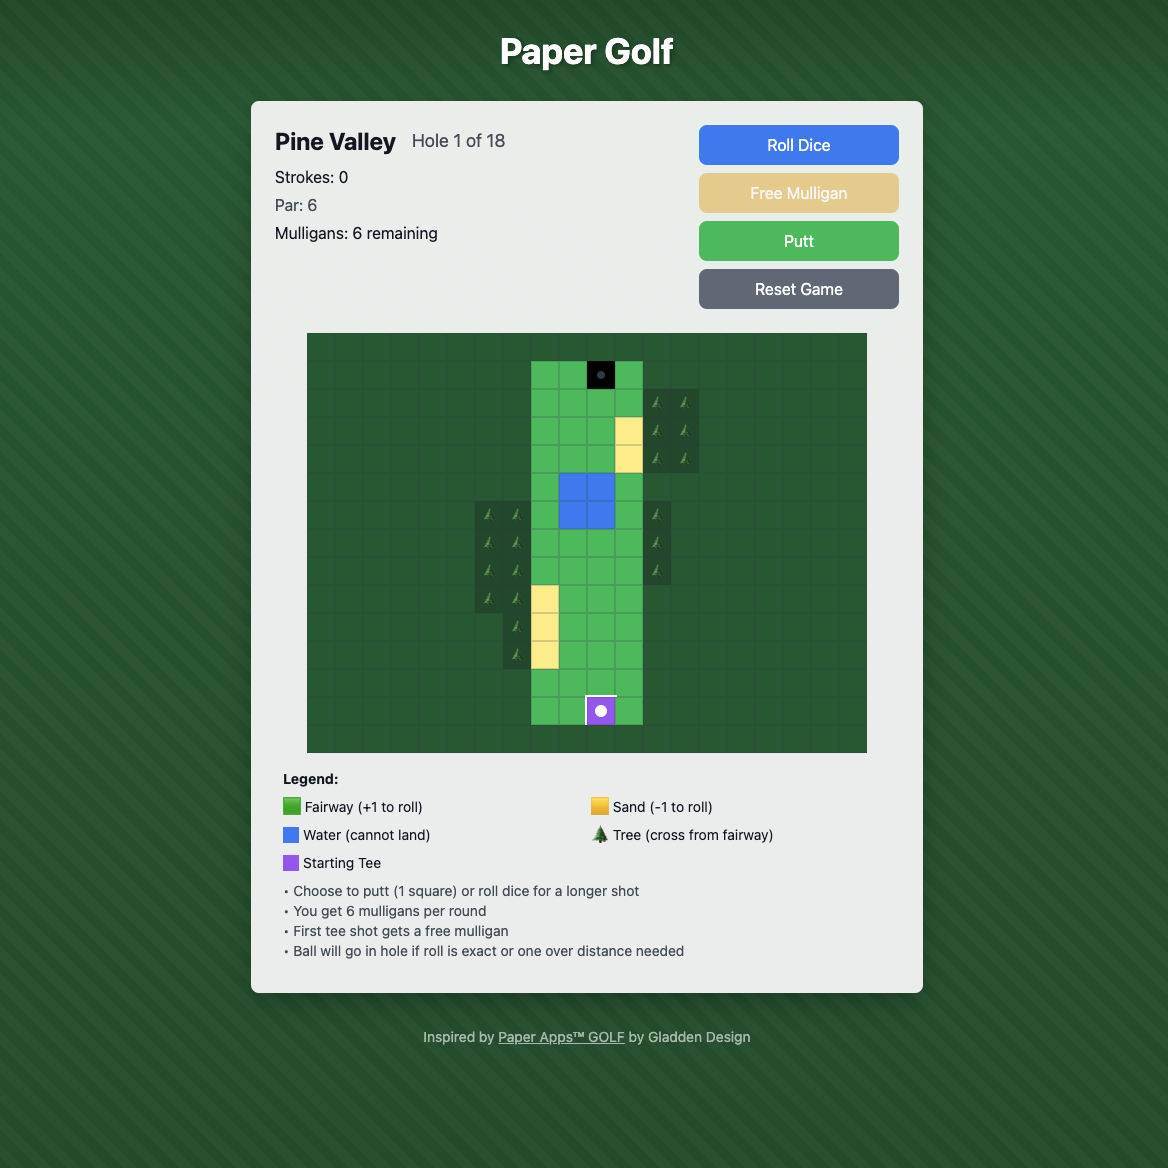 Paper Golf
Pine Valley Hole 1 of 18
Strokes: 0
Par: 6
Mulligans: 6 remaining
Roll Dice
Free Mulligan
Putt
Reset Game
Legend:
Fairway (+1 to roll)
Sand (-1 to roll)
Water (cannot land)
Tree (cross from fairway)
Starting Tee
• Choose to putt (1 square) or roll dice for a longer shot
• You get 6 mulligans per round
• First tee shot gets a free mulligan
• Ball will go in hole if roll is exact or one over distance needed
Inspired by Paper Apps™ GOLF by Gladden Design